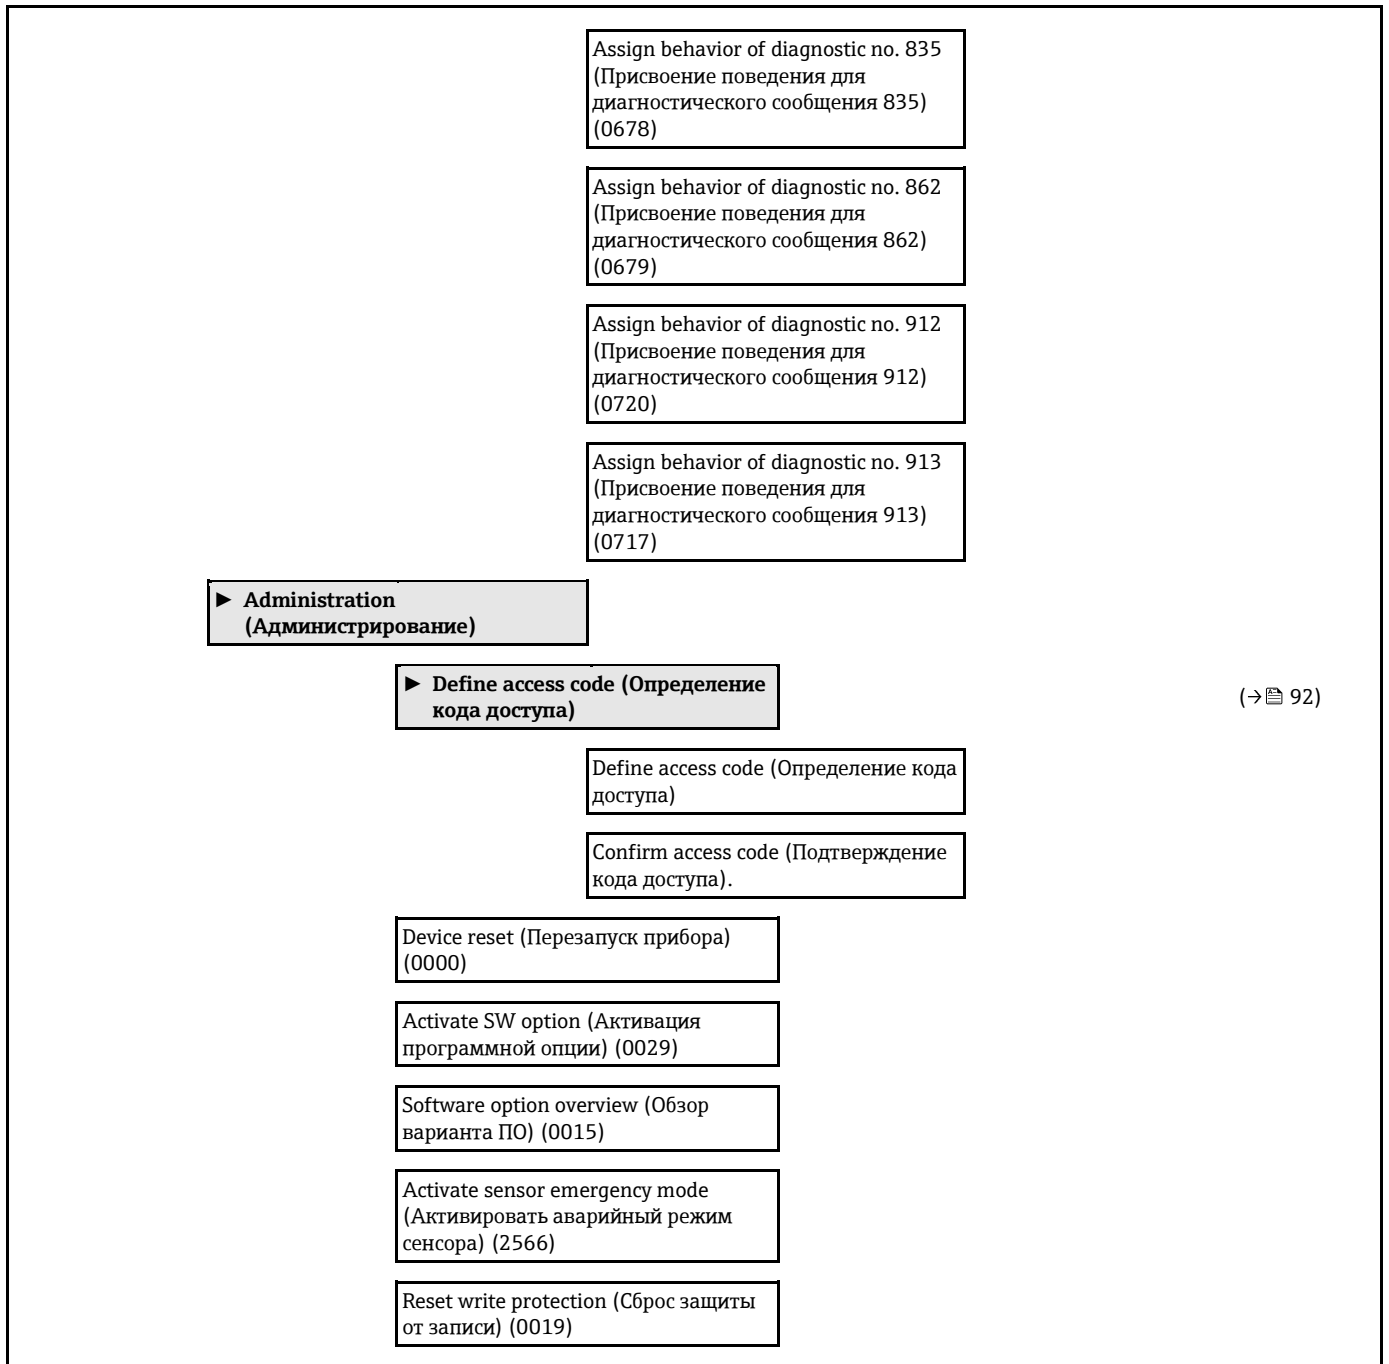 Assign behavior of diagnostic no. 835
(Присвоение поведения для
диагностического сообщения 835)
(0678)
Assign behavior of diagnostic no. 862
(Присвоение поведения для
диагностического сообщения 862)
(0679)
Assign behavior of diagnostic no. 912
(Присвоение поведения для
диагностического сообщения 912)
(0720)
Assign behavior of diagnostic no. 913
(Присвоение поведения для
диагностического сообщения 913)
(0717)
► Administration
(Администрирование)
► Define access code (Определение
кода доступа)
(→ 92)
Define access code (Определение кода
доступа)
Confirm access code (Подтверждение
кода доступа).
Device reset (Перезапуск прибора)
(0000)
Activate SW option (Активация
программной опции) (0029)
Software option overview (Обзор
варианта ПО) (0015)
Activate sensor emergency mode
(Активировать аварийный режим
сенсора) (2566)
Reset write protection (Сброс защиты
от записи) (0019)